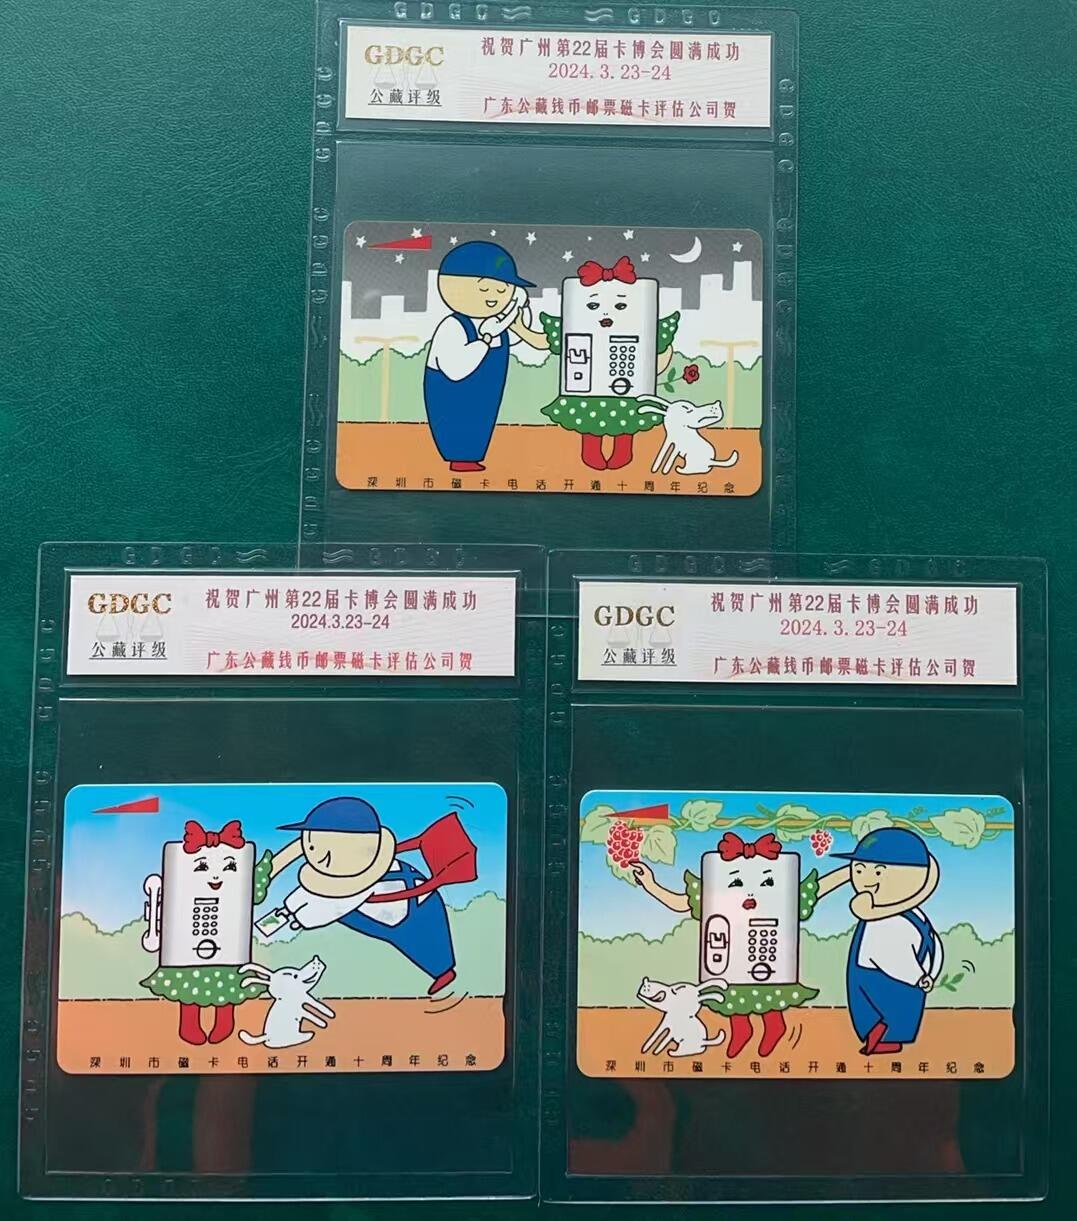 GDGC
公藏评级
祝贺广州第22届卡博会圆满成功
2024.3.23-24
广东公藏钱币邮票磁卡评估公司贺
深圳市磁卡电话开通十周年纪念
GDGC
公藏评级
祝贺广州第22届卡博会圆满成功
2024.3.23-24
广东公藏钱币邮票磁卡评估公司贺
深圳市磁卡电话开通十周年纪念
GDGC
公藏评级
祝贺广州第22届卡博会圆满成功
2024.3.23-24
广东公藏钱币邮票磁卡评估公司贺
深圳市磁卡电话开通十周年纪念